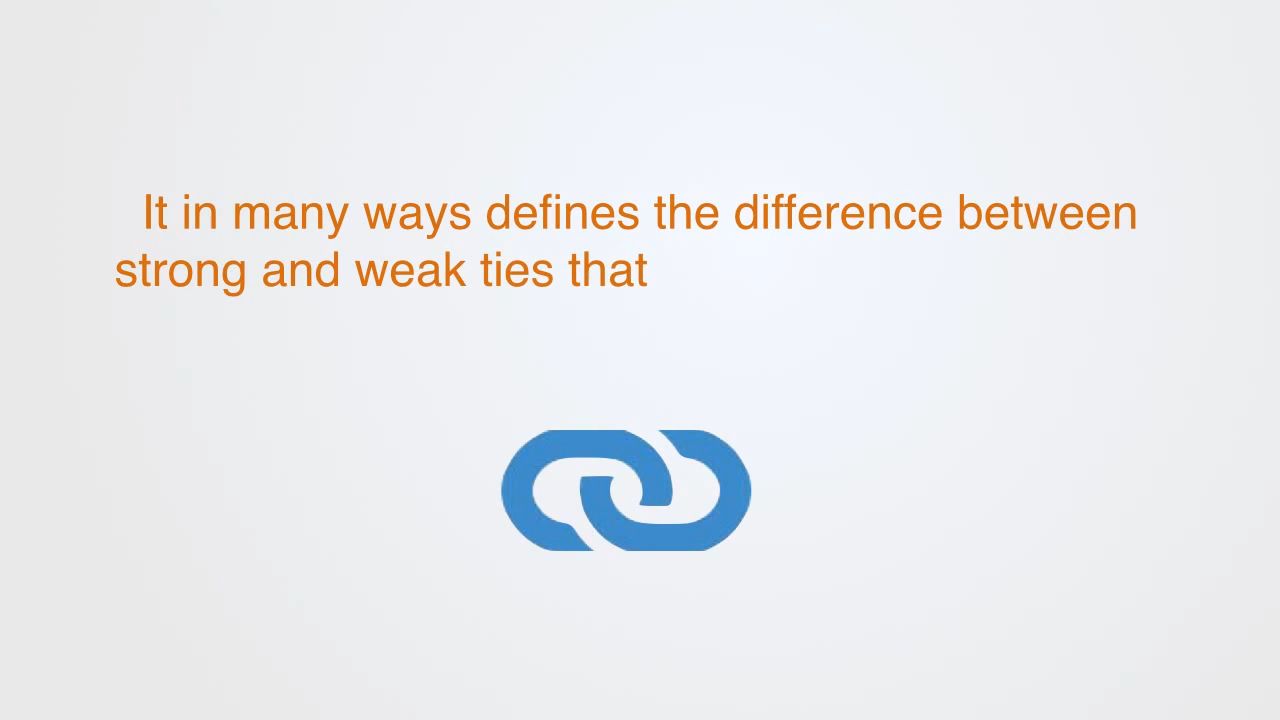 It in many ways defines the difference between
strong and weak ties that